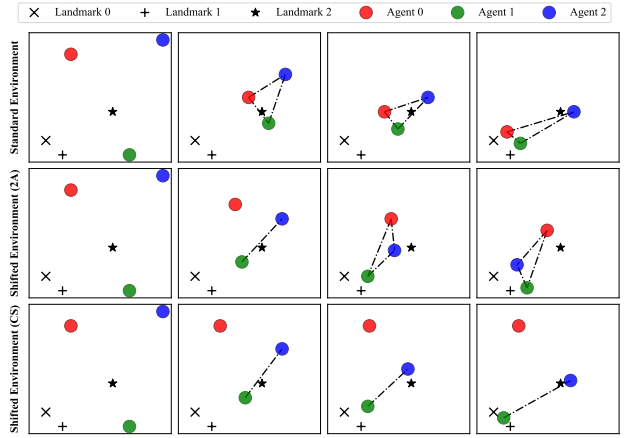 Landmark 0 Landmark 1 Landmark 2 Agent 0 Agent 1 Agent 2
Standard Environment
Shifted Environment (2A)
Shifted Environment (CS)